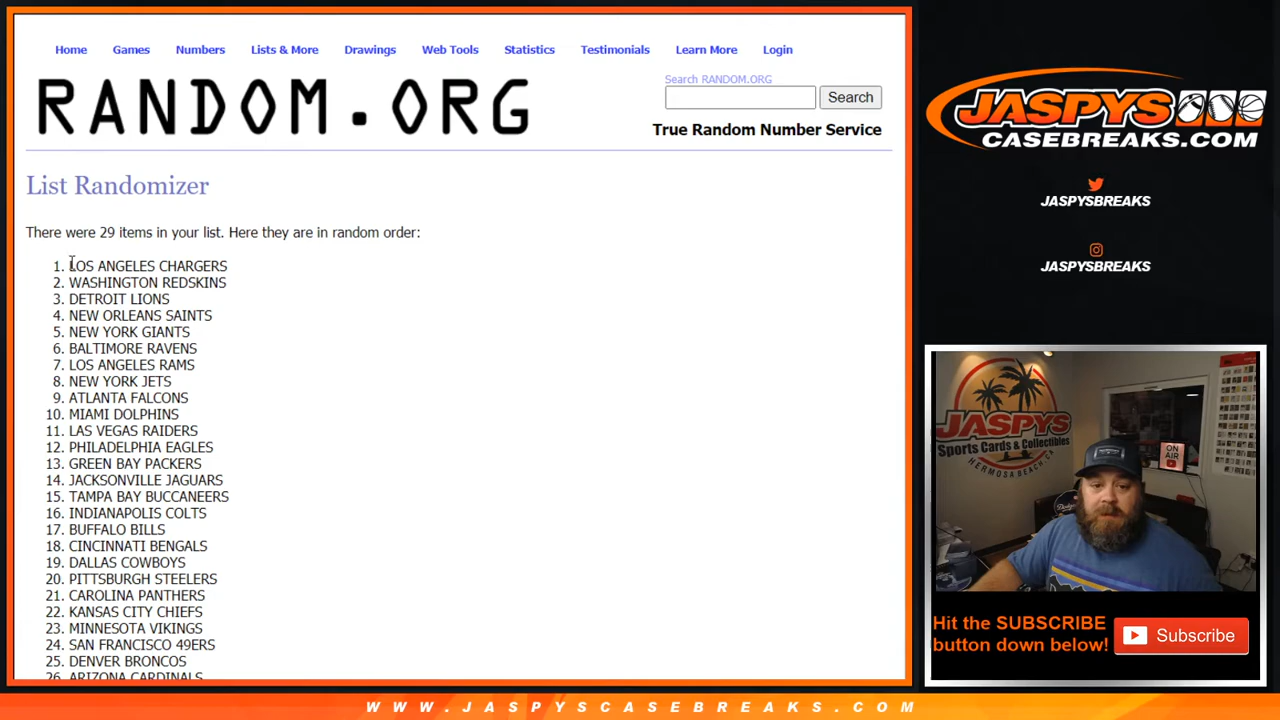 Home Games Numbers Lists & More Drawings Web Tools Statistics Testimonials Learn More Login
RANDOM.ORG
Search RANDOM.ORG
Search
True Random Number Service
List Randomizer
There were 29 items in your list. Here they are in random order:
1. LOS ANGELES CHARGERS
2. WASHINGTON REDSKINS
3. DETROIT LIONS
4. NEW ORLEANS SAINTS
5. NEW YORK GIANTS
6. BALTIMORE RAVENS
7. LOS ANGELES RAMS
8. NEW YORK JETS
9. ATLANTA FALCONS
10. MIAMI DOLPHINS
11. LAS VEGAS RAIDERS
12. PHILADELPHIA EAGLES
13. GREEN BAY PACKERS
14. JACKSONVILLE JAGUARS
15. TAMPA BAY BUCCANEERS
16. INDIANAPOLIS COLTS
17. BUFFALO BILLS
18. CINCINNATI BENGALS
19. DALLAS COWBOYS
20. PITTSBURGH STEELERS
21. CAROLINA PANTHERS
22. KANSAS CITY CHIEFS
23. MINNESOTA VIKINGS
24. SAN FRANCISCO 49ERS
25. DENVER BRONCOS
26. ARIZONA CARDINALS
JASPYS
CASEBREAKS.COM
JASPYSBREAKS
JASPYSBREAKS
JASPYS
Sports Cards & Collectibles
HERMOSA BEACH, CA
ON
AIR
Dodgers
Hit the SUBSCRIBE
button down below!
Subscribe
WWW.JASPYSCASEBREAKS.COM